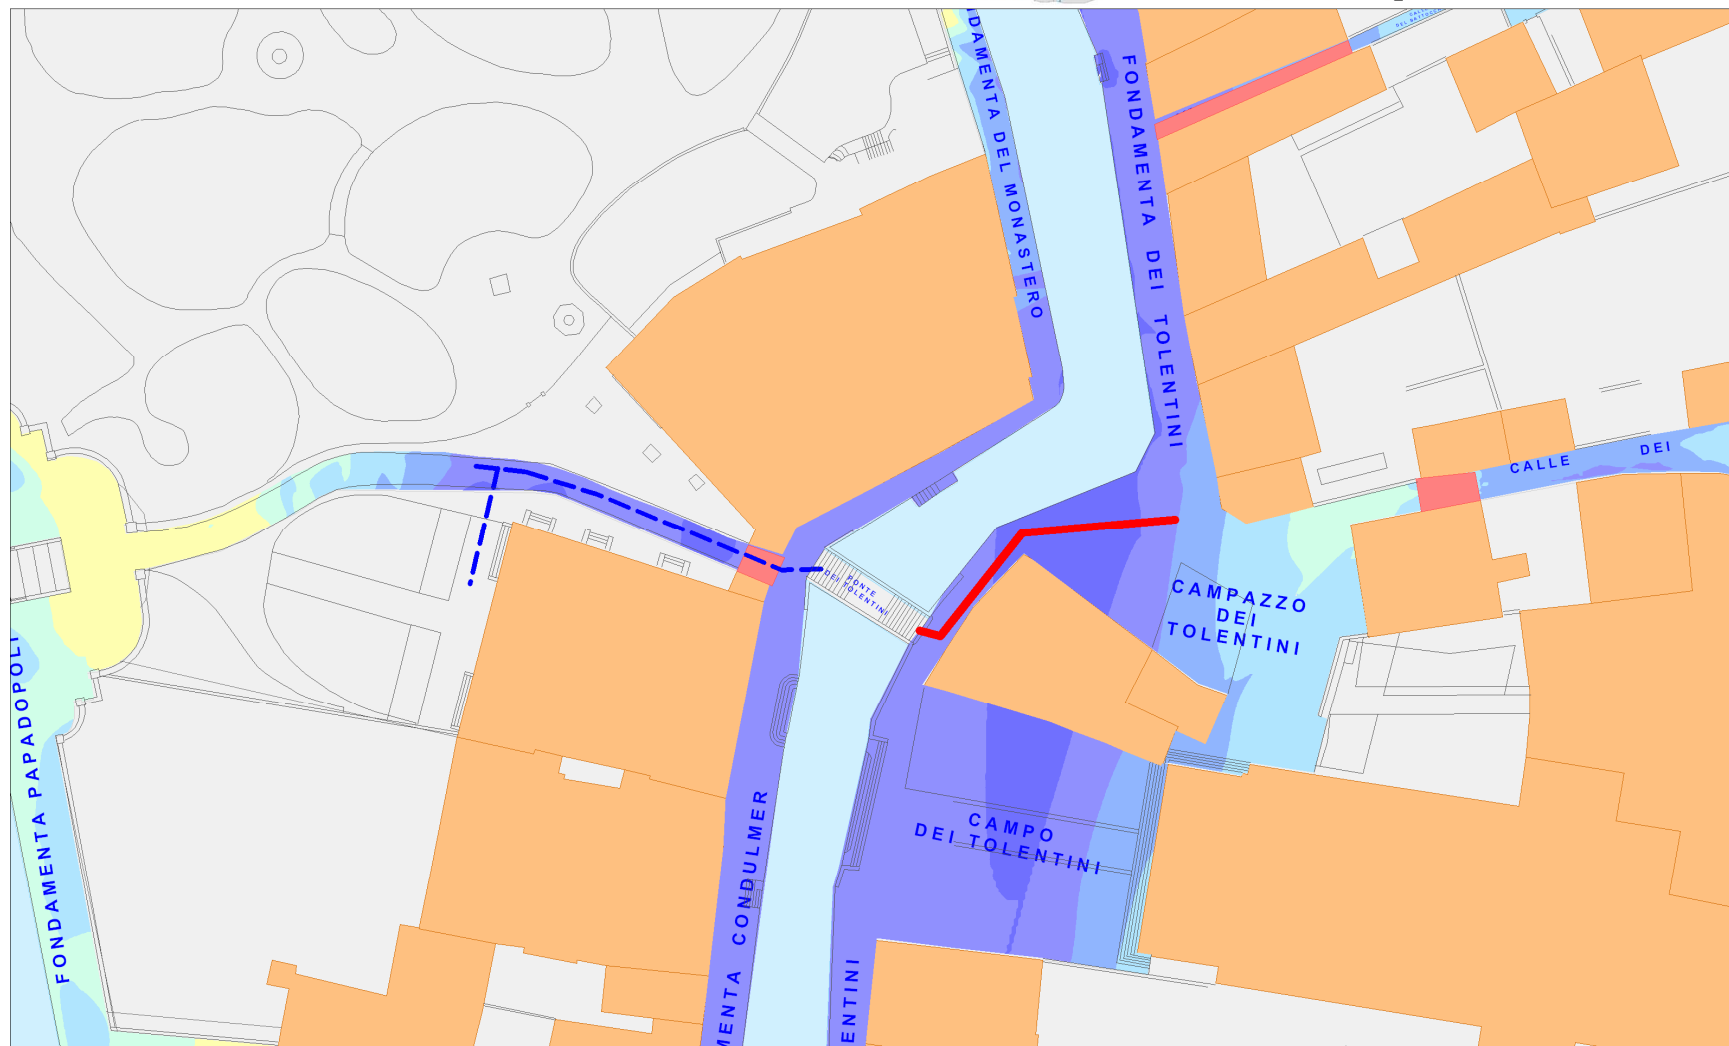 NDAMENTA DEL MONASTERO
FONDAMENTA DEI TOLENTINI
CALLE DEI
PONTE
DEI TOLENTINI
CAMPAZZO
DEI
TOLENTINI
CAMPO
DEI TOLENTINI
FONDAMENTA PAPADOPOLI
MENTA CONDULMER
ENTINI